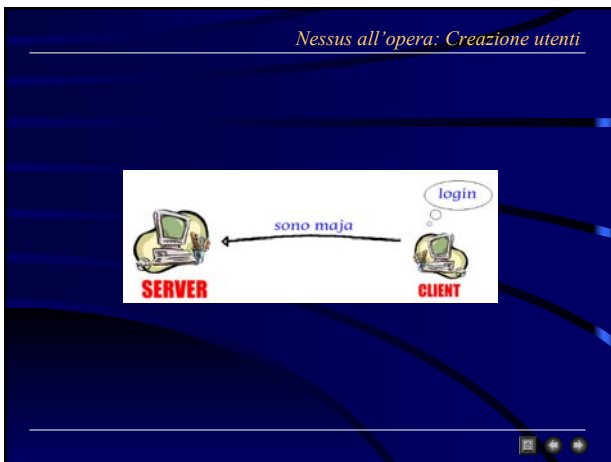 Nessus all'opera: Creazione utenti
login
sono maja
SERVER
CLIENT